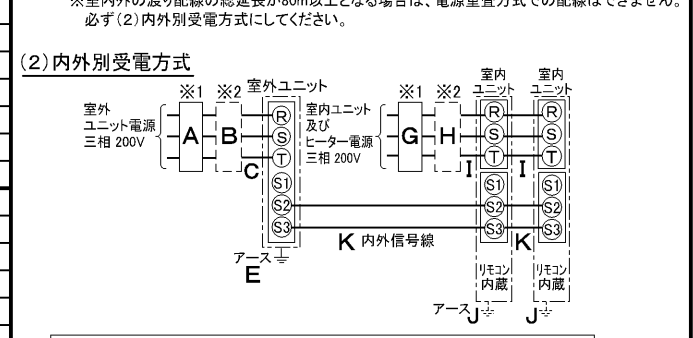 ※室内外の渡り配線の総延長が80m以上となる場合は、電源重畳方式での配線はできません。
必ず(2)内外別受電方式にしてください。
(2)内外別受電方式
※1 ※2 室外ユニット ※1 ※2 室内ユニット 室内ユニット
室外
ユニット電源
三相 200V
A B C
R
S
T
S1
S2
S3
室内ユニット
及び
ヒーター電源
三相 200V
G H I I
R
S
T
S1
S2
S3
R
S
T
S1
S2
S3
K 内外信号線 K
アース
E
リモコン
内蔵
リモコン
内蔵
アース J J